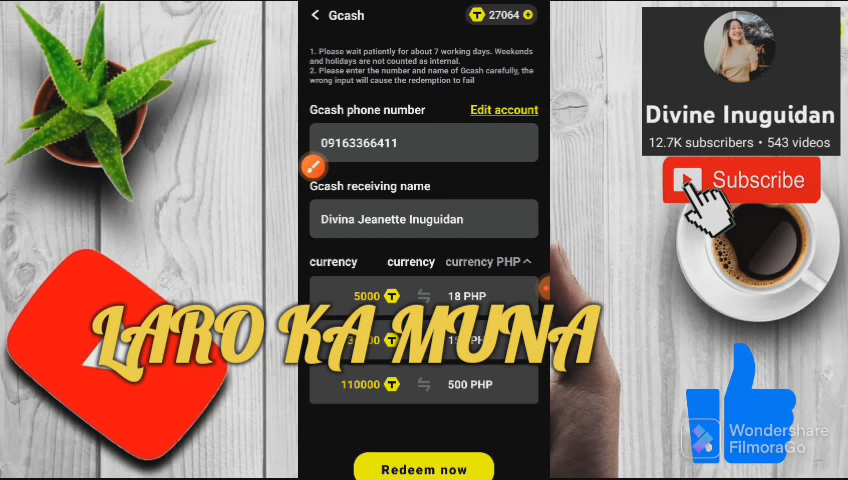 Gcash
27064
1. Please wait patiently for about 7 working days. Weekends
and holidays are not counted as internal.
2. Please enter the number and name of Gcash carefully, the
wrong input will cause the redemption to fail
Gcash phone number
Edit account
09163366411
Gcash receiving name
Divina Jeanette Inuguidan
currency
currency
currency PHP
5000 T
18 PHP
LARO KA MUNA
110000 T
500 PHP
Redeem now
Divine Inuguidan
12.7K subscribers • 543 videos
Subscribe
Wondershare
FilmoraGo